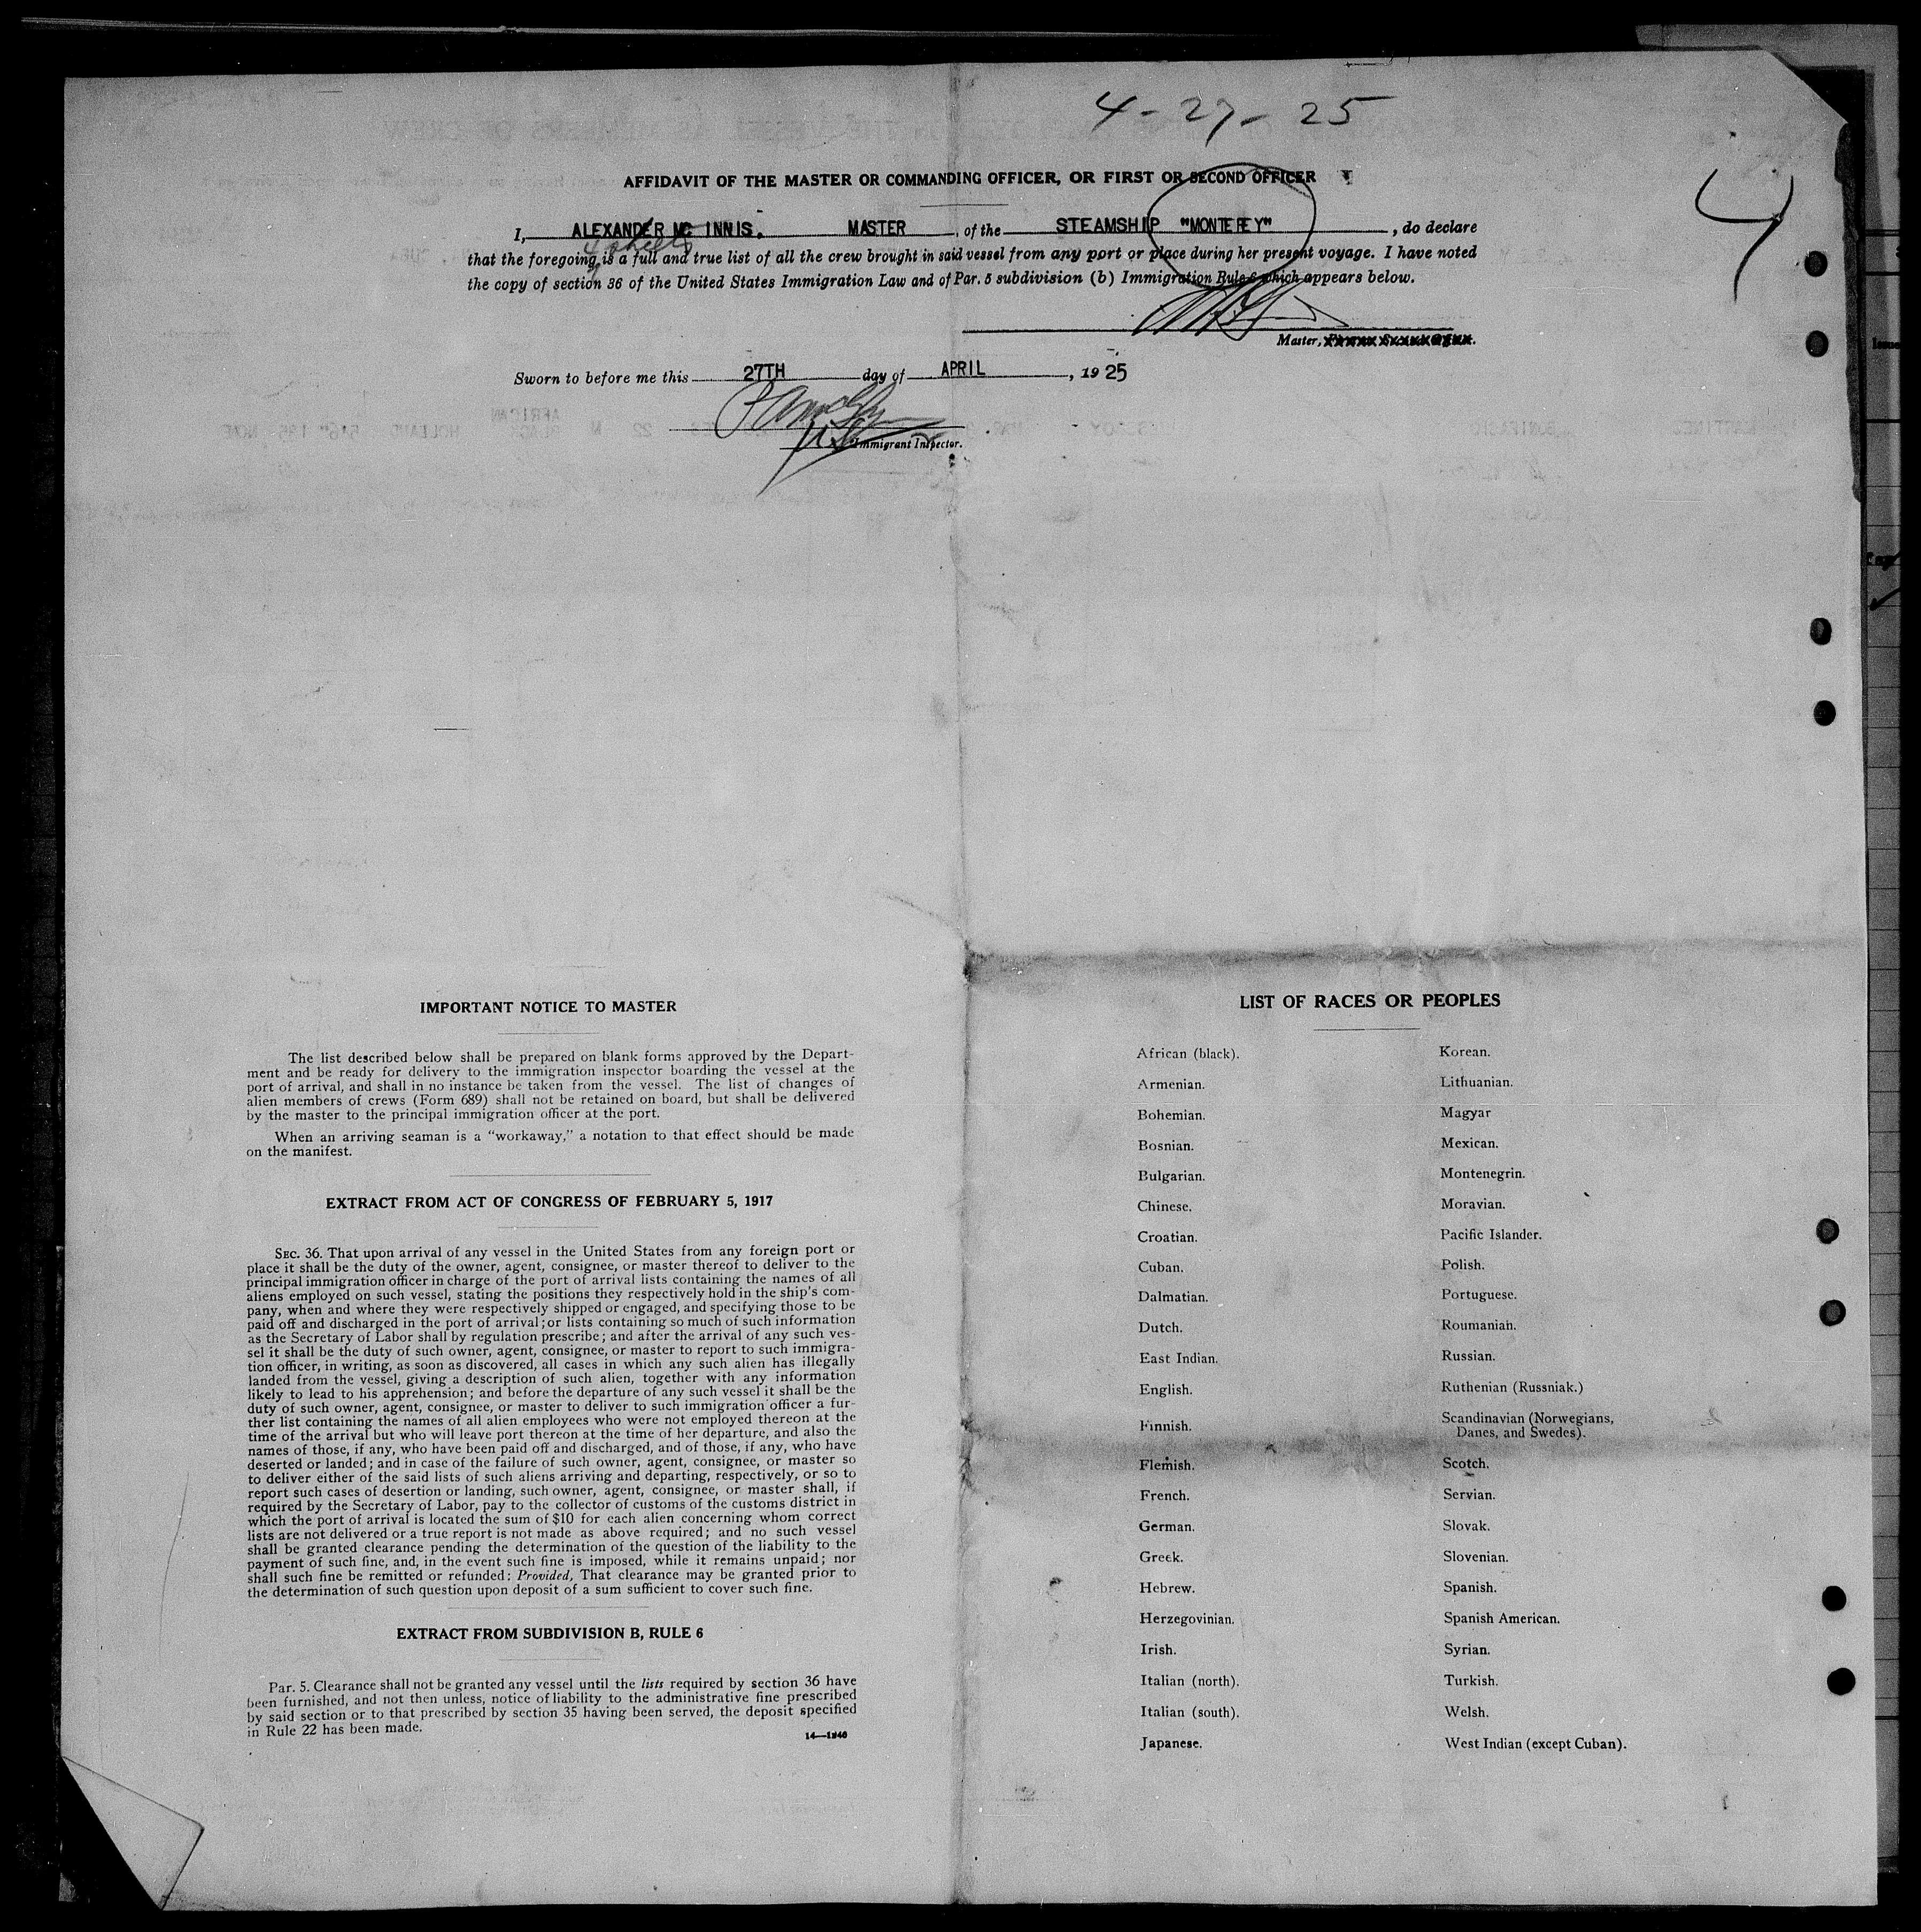 4-27-25
4
AFFIDAVIT OF THE MASTER OR COMMANDING OFFICER, OR FIRST OR SECOND OFFICER
I, ALEXANDER MC INNIS. MASTER, of the STEAMSHIP "MONTEREY", do declare
4 sheets
that the foregoing is a full and true list of all the crew brought in said vessel from any port or place during her present voyage. I have noted
the copy of section 36 of the United States Immigration Law and of Par. 5 subdivision (b) Immigration Rule 6 which appears below.
Master,
Sworn to before me this 27TH day of APRIL, 1925
Immigrant Inspector.
IMPORTANT NOTICE TO MASTER
The list described below shall be prepared on blank forms approved by the Depart-
ment and be ready for delivery to the immigration inspector boarding the vessel at the
port of arrival, and shall in no instance be taken from the vessel. The list of changes of
alien members of crews (Form 689) shall not be retained on board, but shall be delivered
by the master to the principal immigration officer at the port.
When an arriving seaman is a "workaway," a notation to that effect should be made
on the manifest.
EXTRACT FROM ACT OF CONGRESS OF FEBRUARY 5, 1917
SEC. 36. That upon arrival of any vessel in the United States from any foreign port or
place it shall be the duty of the owner, agent, consignee, or master thereof to deliver to the
principal immigration officer in charge of the port of arrival lists containing the names of all
aliens employed on such vessel, stating the positions they respectively hold in the ship's com-
pany, when and where they were respectively shipped or engaged, and specifying those to be
paid off and discharged in the port of arrival; or lists containing so much of such information
as the Secretary of Labor shall by regulation prescribe; and after the arrival of any such ves-
sel it shall be the duty of such owner, agent, consignee, or master to report to such immigra-
tion officer, in writing, as soon as discovered, all cases in which any such alien has illegally
landed from the vessel, giving a description of such alien, together with any information
likely to lead to his apprehension; and before the departure of any such vessel it shall be the
duty of such owner, agent, consignee, or master to deliver to such immigration officer a fur-
ther list containing the names of all alien employees who were not employed thereon at the
time of the arrival but who will leave port thereon at the time of her departure, and also the
names of those, if any, who have been paid off and discharged, and of those, if any, who have
deserted or landed; and in case of the failure of such owner, agent, consignee, or master so
to deliver either of the said lists of such aliens arriving and departing, respectively, or so to
report such cases of desertion or landing, such owner, agent, consignee, or master shall, if
required by the Secretary of Labor, pay to the collector of customs of the customs district in
which the port of arrival is located the sum of $10 for each alien concerning whom correct
lists are not delivered or a true report is not made as above required; and no such vessel
shall be granted clearance pending the determination of the question of the liability to the
payment of such fine, and, in the event such fine is imposed, while it remains unpaid; nor
shall such fine be remitted or refunded: Provided, That clearance may be granted prior to
the determination of such question upon deposit of a sum sufficient to cover such fine.
EXTRACT FROM SUBDIVISION B, RULE 6
Par. 5. Clearance shall not be granted any vessel until the lists required by section 36 have
been furnished, and not then unless, notice of liability to the administrative fine prescribed
by said section or to that prescribed by section 35 having been served, the deposit specified
in Rule 22 has been made.
14—1240
LIST OF RACES OR PEOPLES
African (black).
Armenian.
Bohemian.
Bosnian.
Bulgarian.
Chinese.
Croatian.
Cuban.
Dalmatian.
Dutch.
East Indian.
English.
Finnish.
Flemish.
French.
German.
Greek.
Hebrew.
Herzegovinian.
Irish.
Italian (north).
Italian (south).
Japanese.
Korean.
Lithuanian.
Magyar
Mexican.
Montenegrin.
Moravian.
Pacific Islander.
Polish.
Portuguese.
Roumanian.
Russian.
Ruthenian (Russniak.)
Scandinavian (Norwegians,
Danes, and Swedes).
Scotch.
Servian.
Slovak.
Slovenian.
Spanish.
Spanish American.
Syrian.
Turkish.
Welsh.
West Indian (except Cuban).